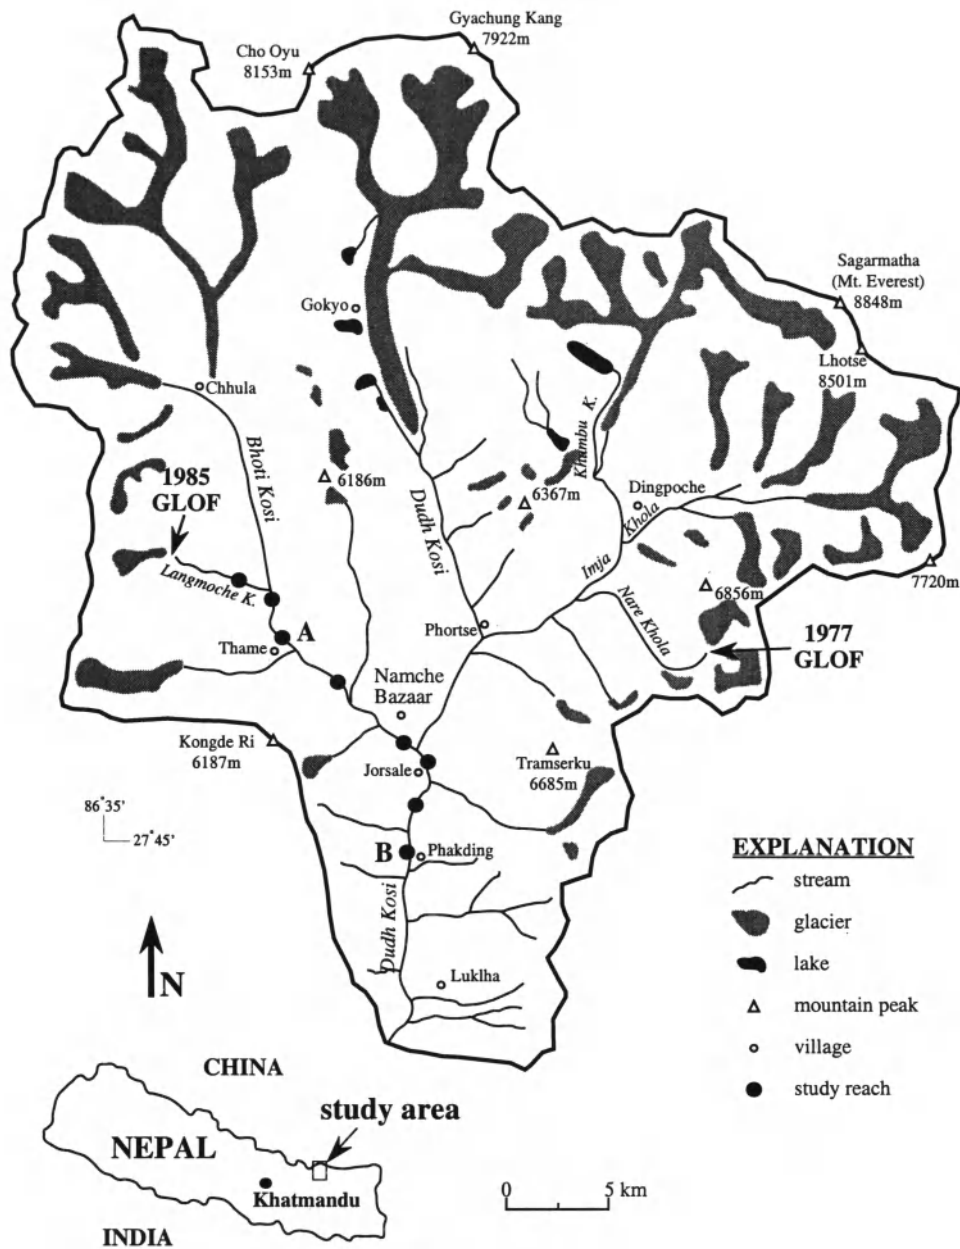 Gyachung Kang
7922m
Cho Oyu
8153m
Sagarmatha
(Mt. Everest)
8848m
Gokyo
Lhotse
8501m
Chhula
Khumbu K.
Bhoti Kosi
1985
GLOF
6186m
Dudh Kosi
6367m
Dingpoche
Khola
Imja
Langmoche K.
7720m
6856m
Nare Khola
A
Phortse
1977
GLOF
Thame
Namche
Bazaar
Kongde Ri
6187m
Jorsale
Tramserku
6685m
86°35'
27°45'
B
Phakding
Dudh Kosi
Luklha
N
EXPLANATION
stream
glacier
lake
mountain peak
village
study reach
CHINA
study area
NEPAL
Khatmandu
INDIA
0 5 km